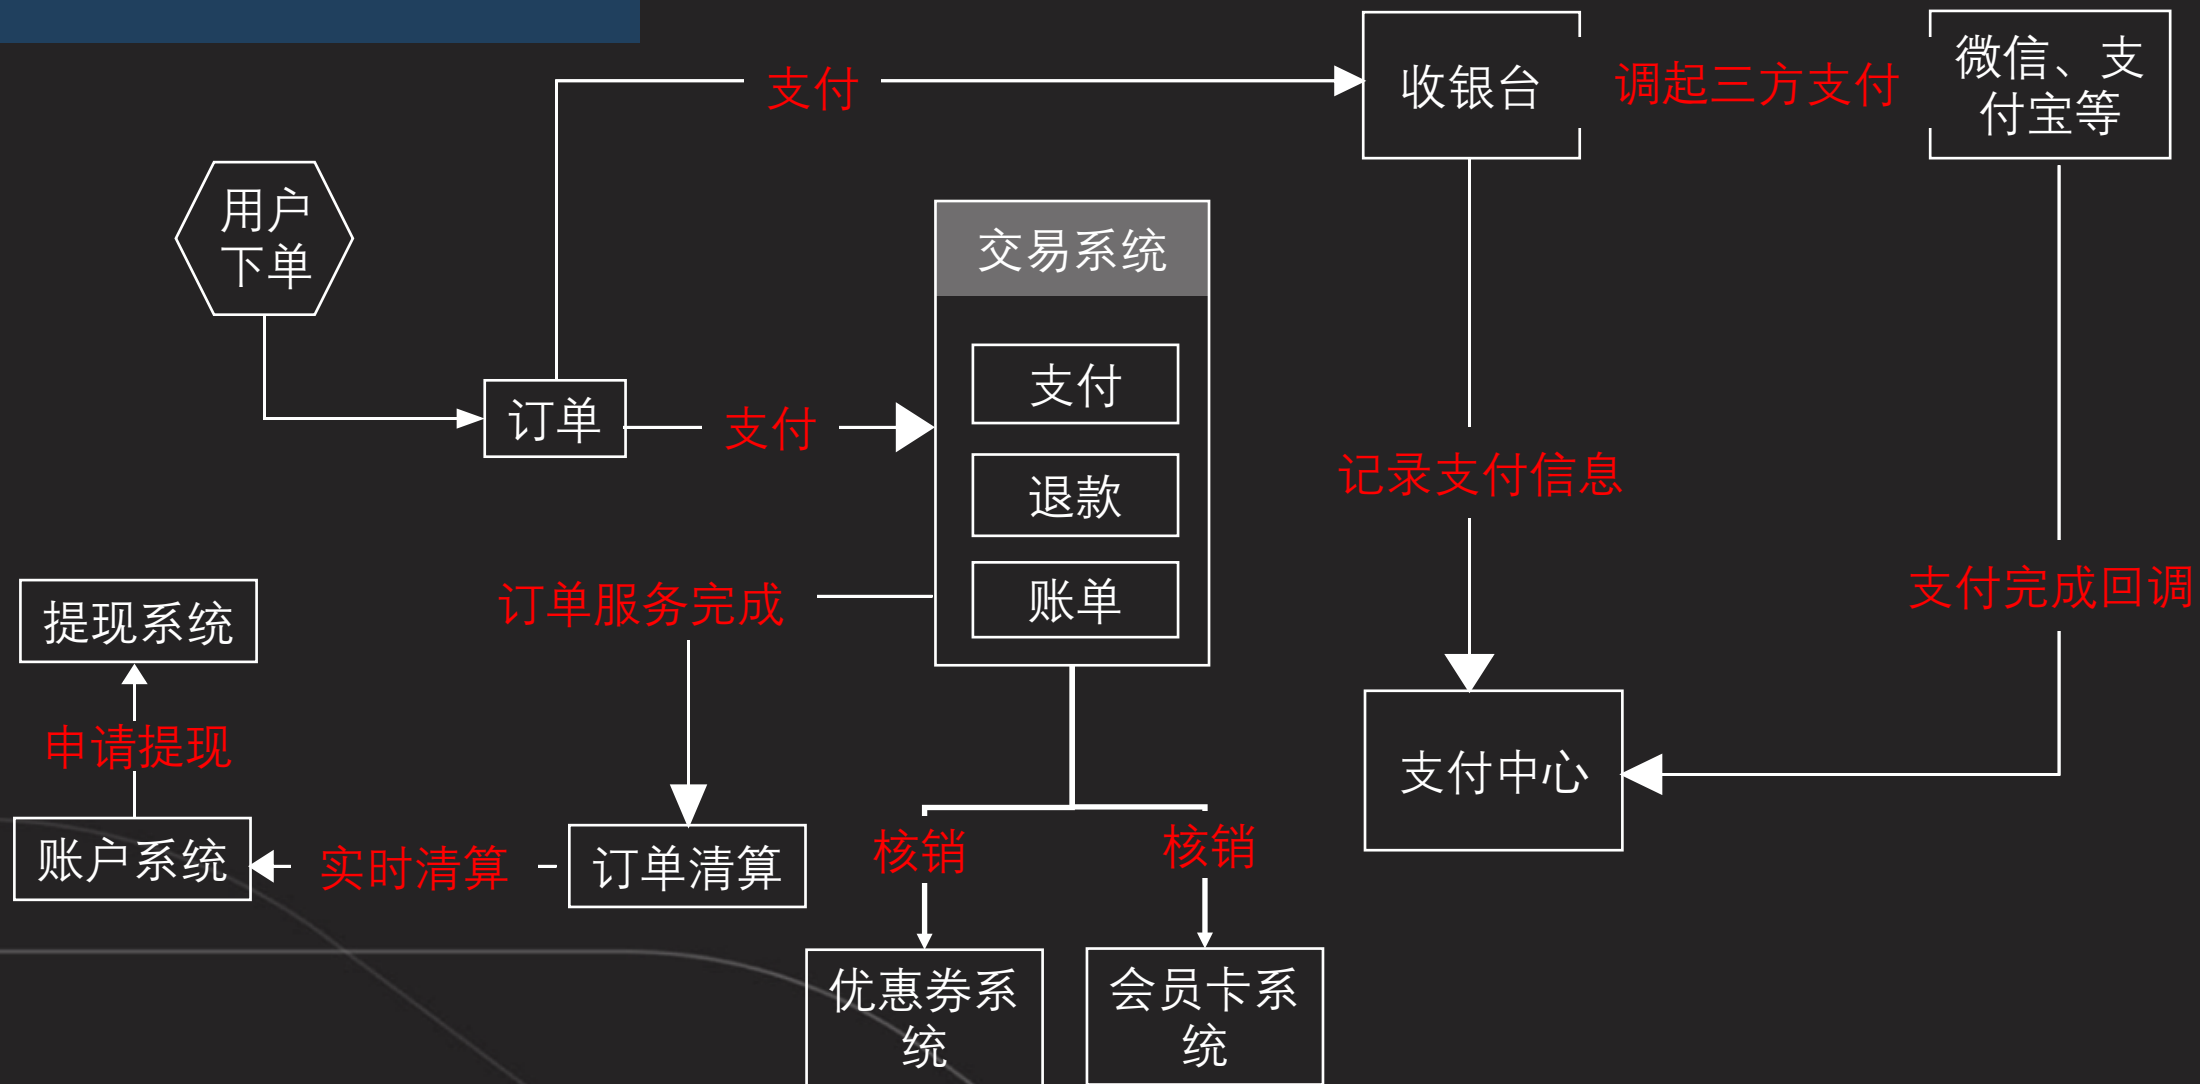 支付
收银台
调起三方支付
微信、支
付宝等
用户
下单
交易系统
支付
订单
支付
退款
记录支付信息
账单
订单服务完成
支付完成回调
提现系统
申请提现
支付中心
账户系统
实时清算
订单清算
核销
核销
优惠券系
统
会员卡系
统